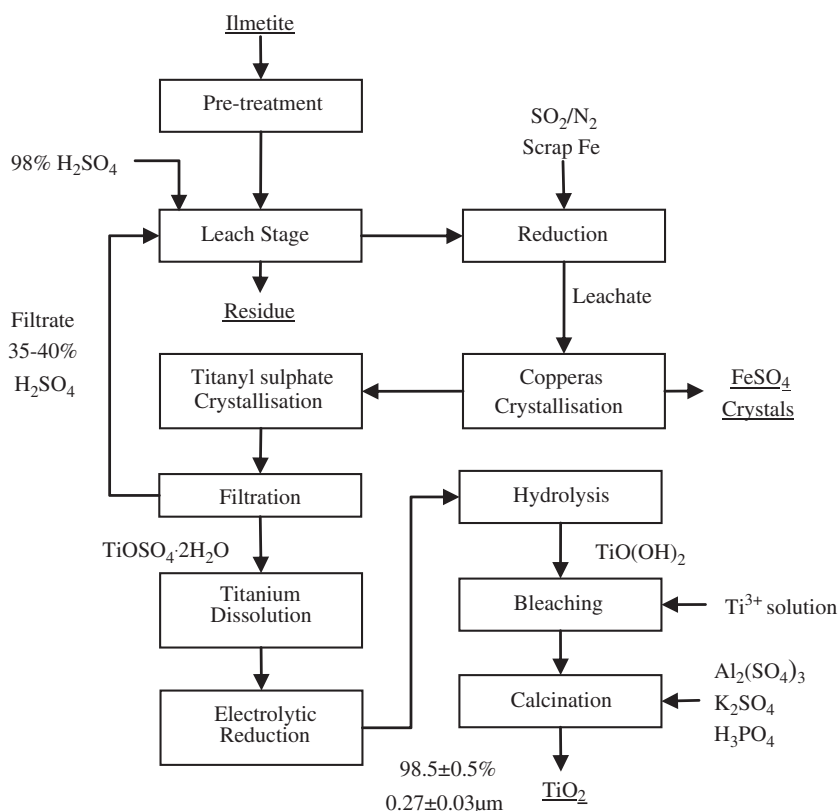 Ilmetite
Pre-treatment
SO₂/N₂
Scrap Fe
98% H₂SO₄
Leach Stage
Reduction
Residue
Leachate
Filtrate
35-40%
H₂SO₄
Titanyl sulphate
Crystallisation
Copperas
Crystallisation
FeSO₄
Crystals
Filtration
Hydrolysis
TiOSO₄·2H₂O
TiO(OH)₂
Titanium
Dissolution
Bleaching
Ti³⁺ solution
Electrolytic
Reduction
Calcination
Al₂(SO₄)₃
K₂SO₄
H₃PO₄
98.5±0.5%
0.27±0.03μm
TiO₂